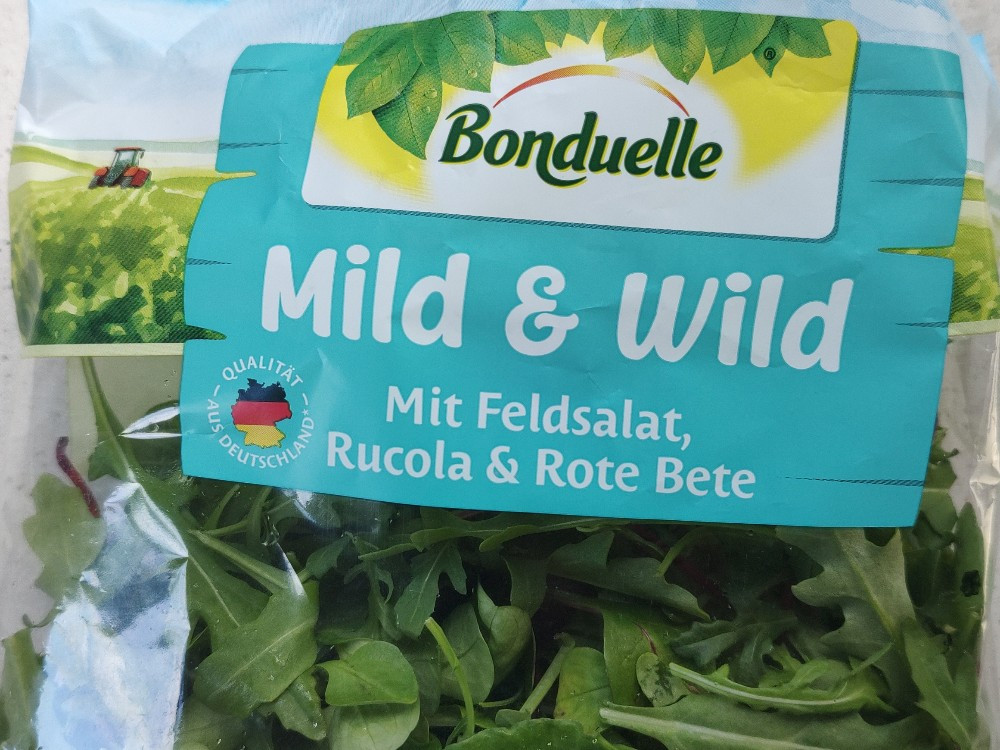 ®
Bonduelle
Mild & Wild
QUALITÄT
AUS DEUTSCHLAND*
Mit Feldsalat,
Rucola & Rote Bete